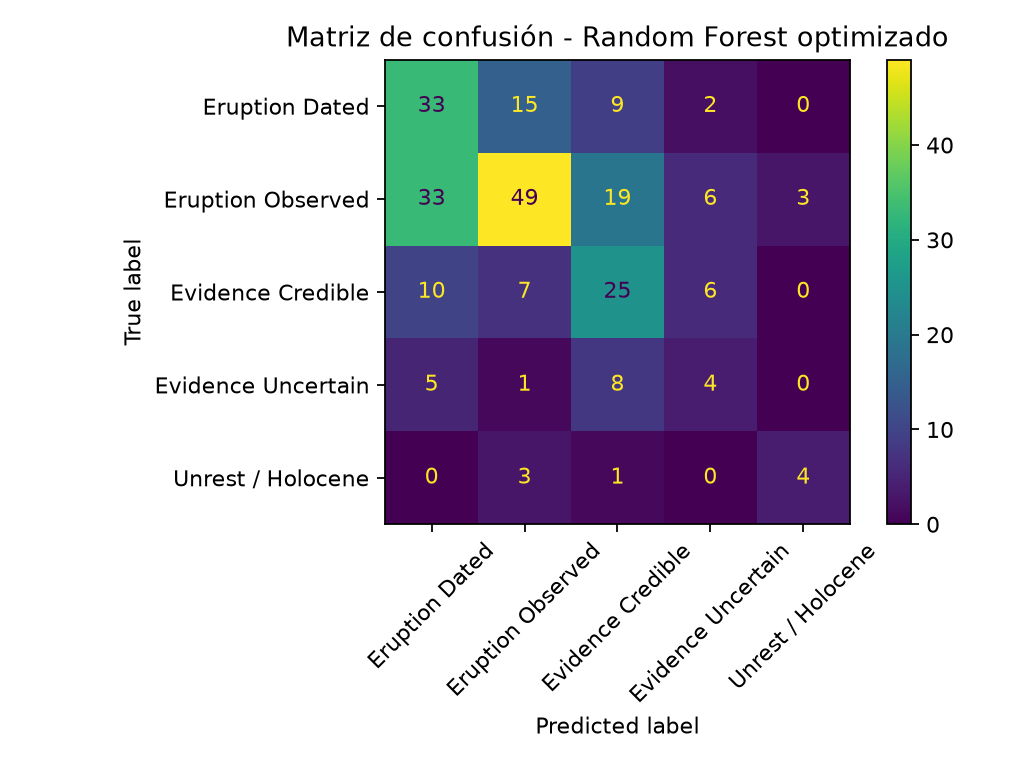 Matriz de confusión - Random Forest optimizado
True label
Eruption Dated 33 15 9 2 0
Eruption Observed 33 49 19 6 3
Evidence Credible 10 7 25 6 0
Evidence Uncertain 5 1 8 4 0
Unrest / Holocene 0 3 1 0 4
Eruption Dated
Eruption Observed
Evidence Credible
Evidence Uncertain
Unrest / Holocene
Predicted label
40
30
20
10
0